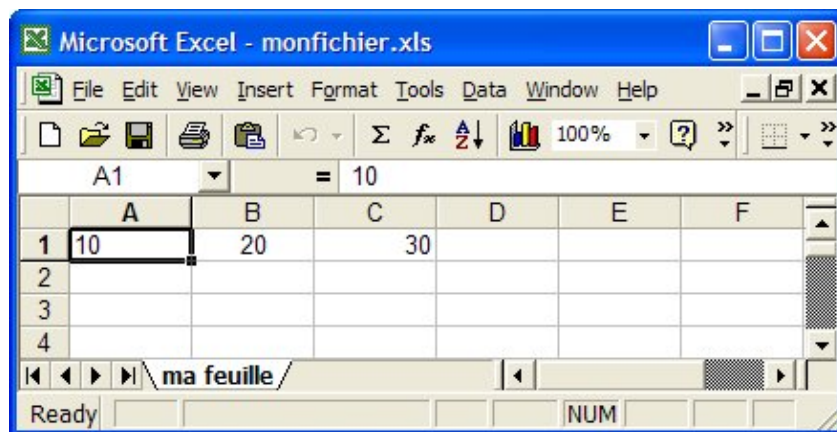 Microsoft Excel - monfichier.xls
File Edit View Insert Format Tools Data Window Help
Σ fx A Z 100% ?
A1 = 10
A B C D E F
1 10 20 30
2
3
4
ma feuille
Ready NUM